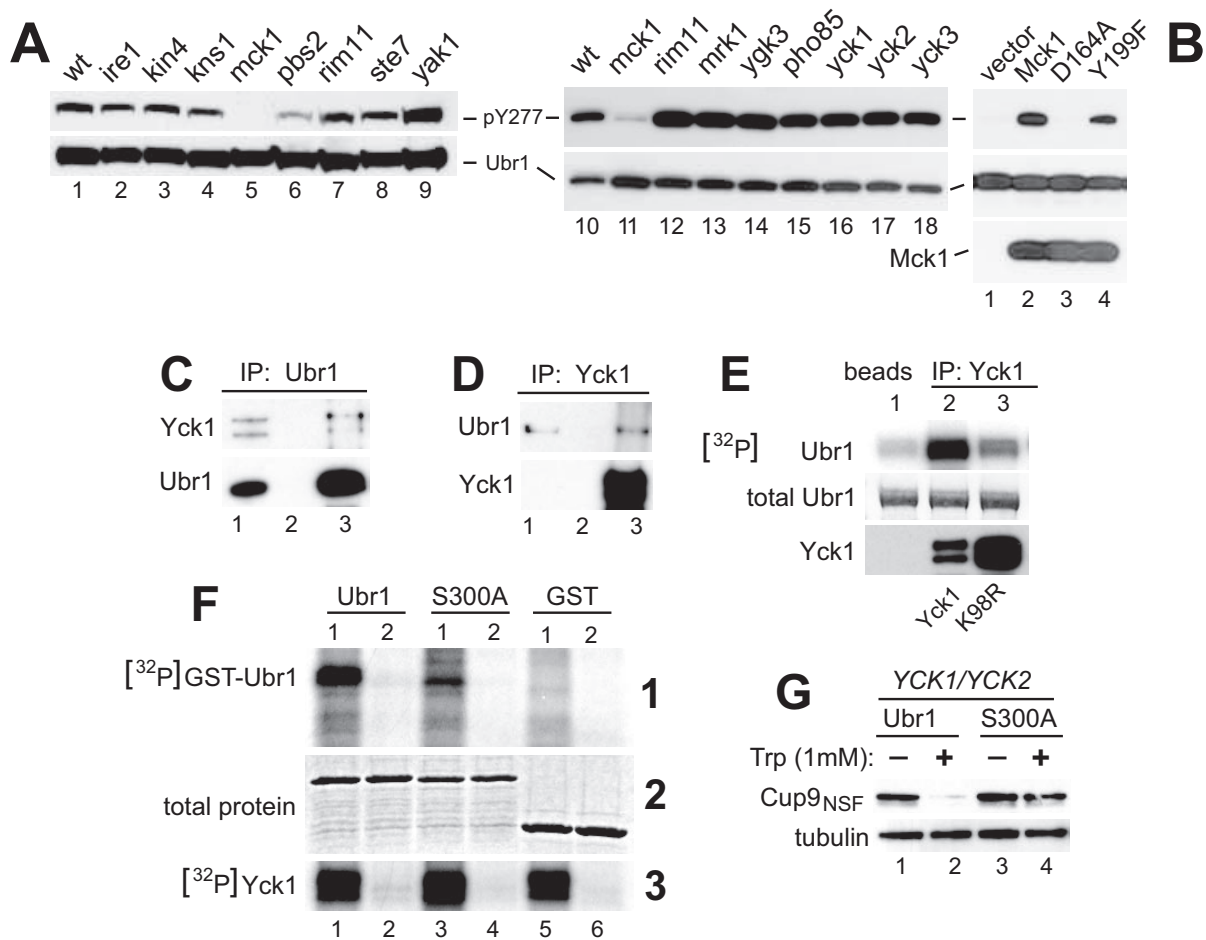 A
wt ire1 kin4 kns1 mck1 pbs2 rim11 ste7 yak1
pY277
Ubr1
1 2 3 4 5 6 7 8 9
wt mck1 rim11 mrk1 ygk3 pho85 yck1 yck2 yck3
10 11 12 13 14 15 16 17 18
B
vector Mck1 D164A Y199F
Mck1
1 2 3 4
C
IP: Ubr1
Yck1
Ubr1
1 2 3
D
IP: Yck1
Ubr1
Yck1
1 2 3
E
beads IP: Yck1
1 2 3
[32P] Ubr1
total Ubr1
Yck1
Yck1 K98R
F
Ubr1 S300A GST
1 2 1 2 1 2
[32P]GST-Ubr1 1
total protein 2
[32P]Yck1 3
1 2 3 4 5 6
G
YCK1/YCK2
Ubr1 S300A
Trp (1mM): – + – +
Cup9NSF
tubulin
1 2 3 4